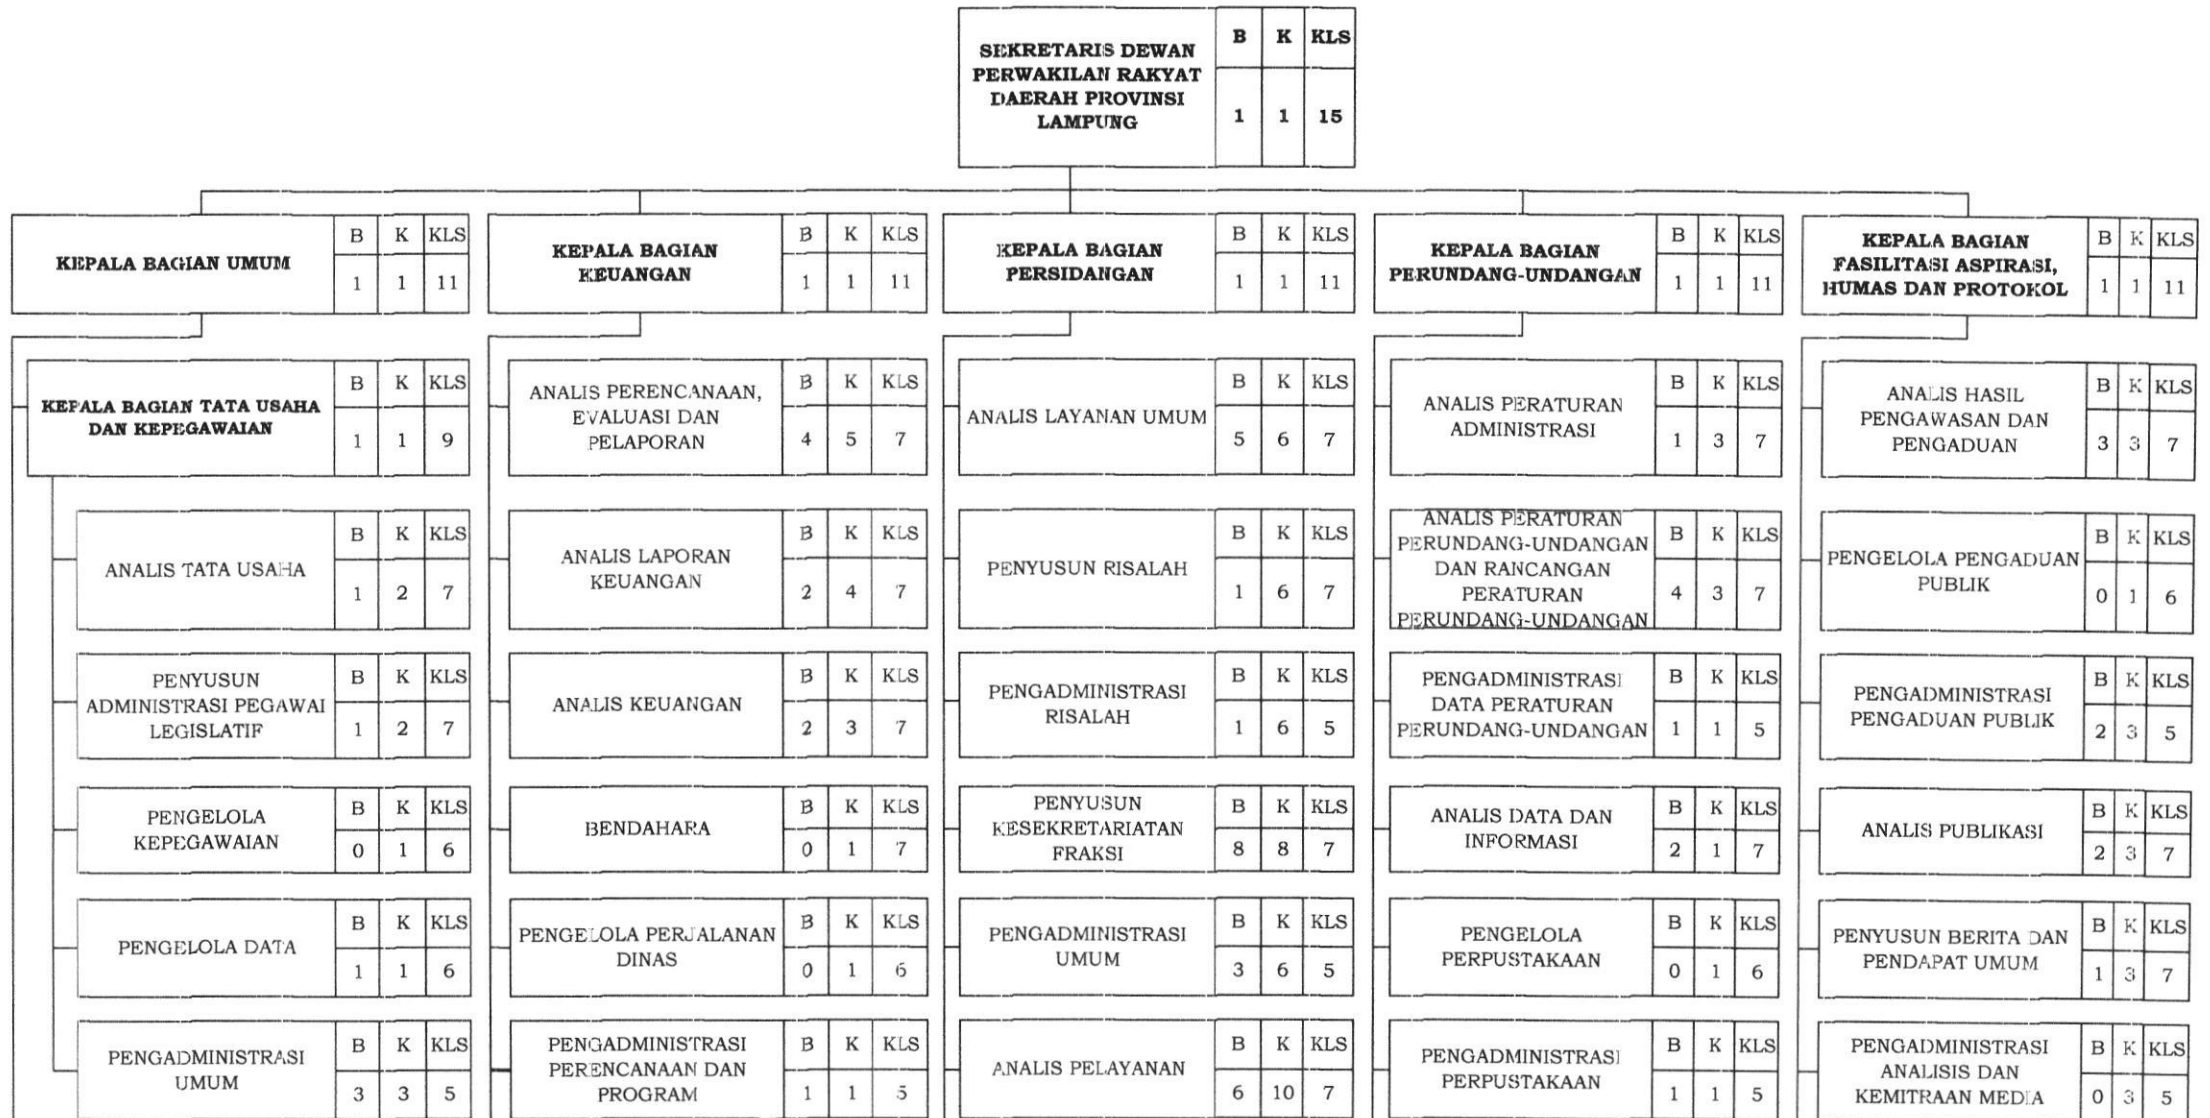 SEKRETARIS DEWAN
PERWAKILAN RAKYAT
DAERAH PROVINSI
LAMPUNG
B K KLS
1 1 15
KEPALA BAGIAN UMUM
B K KLS
1 1 11
KEPALA BAGIAN
KEUANGAN
B K KLS
1 1 11
KEPALA BAGIAN
PERSIDANGAN
B K KLS
1 1 11
KEPALA BAGIAN
PERUNDANG-UNDANGAN
B K KLS
1 1 11
KEPALA BAGIAN
FASILITASI ASPIRASI,
HUMAS DAN PROTOKOL
B K KLS
1 1 11
KEPALA BAGIAN TATA USAHA
DAN KEPEGAWAIAN
B K KLS
1 1 9
ANALIS TATA USAHA
B K KLS
1 2 7
PENYUSUN
ADMINISTRASI PEGAWAI
LEGISLATIF
B K KLS
1 2 7
PENGELOLA
KEPEGAWAIAN
B K KLS
0 1 6
PENGELOLA DATA
B K KLS
1 1 6
PENGADMINISTRASI
UMUM
B K KLS
3 3 5
ANALIS PERENCANAAN,
EVALUASI DAN
PELAPORAN
B K KLS
4 5 7
ANALIS LAPORAN
KEUANGAN
B K KLS
2 4 7
ANALIS KEUANGAN
B K KLS
2 3 7
BENDAHARA
B K KLS
0 1 7
PENGELOLA PERJALANAN
DINAS
B K KLS
0 1 6
PENGADMINISTRASI
PERENCANAAN DAN
PROGRAM
B K KLS
1 1 5
ANALIS LAYANAN UMUM
B K KLS
5 6 7
PENYUSUN RISALAH
B K KLS
1 6 7
PENGADMINISTRASI
RISALAH
B K KLS
1 6 5
PENYUSUN
KESEKRETARIATAN
FRAKSI
B K KLS
8 8 7
PENGADMINISTRASI
UMUM
B K KLS
3 6 5
ANALIS PELAYANAN
B K KLS
6 10 7
ANALIS PERATURAN
ADMINISTRASI
B K KLS
1 3 7
ANALIS PERATURAN
PERUNDANG-UNDANGAN
DAN RANCANGAN
PERATURAN
PERUNDANG-UNDANGAN
B K KLS
4 3 7
PENGADMINISTRASI
DATA PERATURAN
PERUNDANG-UNDANGAN
B K KLS
1 1 5
ANALIS DATA DAN
INFORMASI
B K KLS
2 1 7
PENGELOLA
PERPUSTAKAAN
B K KLS
0 1 6
PENGADMINISTRASI
PERPUSTAKAAN
B K KLS
1 1 5
ANALIS HASIL
PENGAWASAN DAN
PENGADUAN
B K KLS
3 3 7
PENGELOLA PENGADUAN
PUBLIK
B K KLS
0 1 6
PENGADMINISTRASI
PENGADUAN PUBLIK
B K KLS
2 3 5
ANALIS PUBLIKASI
B K KLS
2 3 7
PENYUSUN BERITA DAN
PENDAPAT UMUM
B K KLS
1 3 7
PENGADMINISTRASI
ANALISIS DAN
KEMITRAAN MEDIA
B K KLS
0 3 5